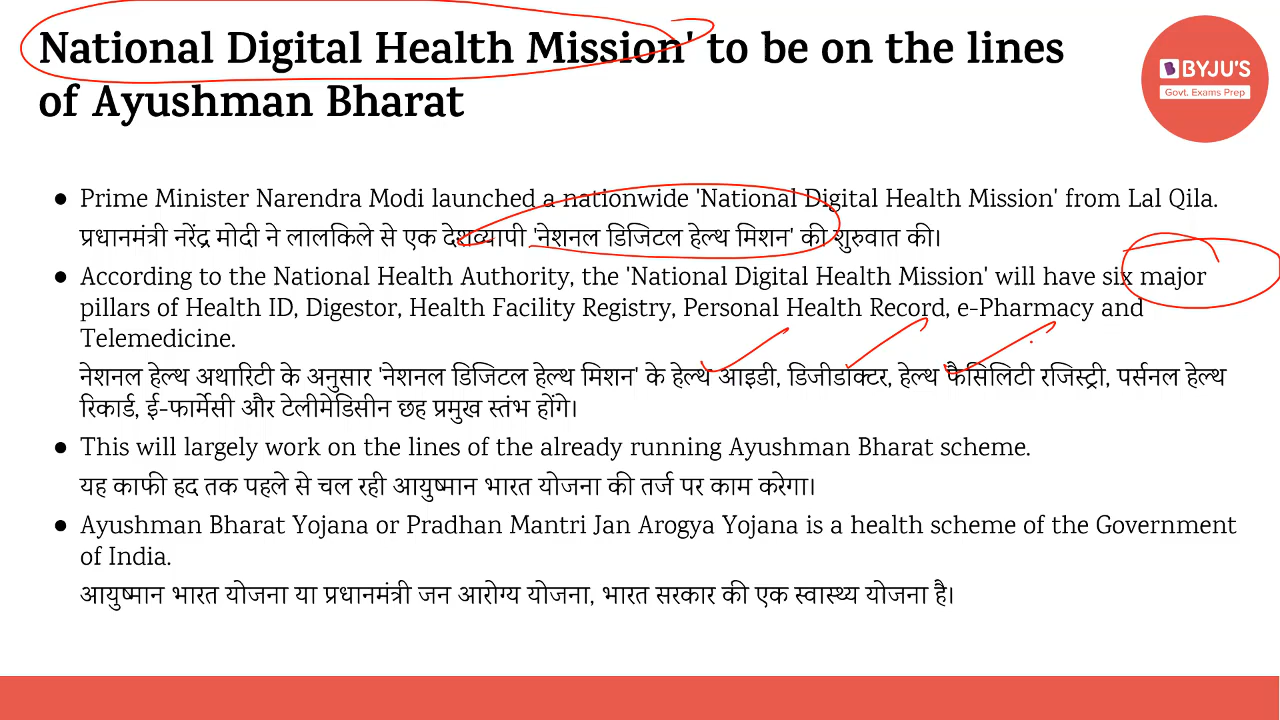 National Digital Health Mission' to be on the lines
of Ayushman Bharat
BYJU'S
Govt. Exams Prep
● Prime Minister Narendra Modi launched a nationwide 'National Digital Health Mission' from Lal Qila.
प्रधानमंत्री नरेंद्र मोदी ने लालकिले से एक देशव्यापी 'नेशनल डिजिटल हेल्थ मिशन' की शुरुवात की।
● According to the National Health Authority, the 'National Digital Health Mission' will have six major
pillars of Health ID, Digestor, Health Facility Registry, Personal Health Record, e-Pharmacy and
Telemedicine.
नेशनल हेल्थ अथारिटी के अनुसार 'नेशनल डिजिटल हेल्थ मिशन' के हेल्थ आइडी, डिजीडॉक्टर, हेल्थ फैसिलिटी रजिस्ट्री, पर्सनल हेल्थ
रिकार्ड, ई-फार्मेसी और टेलीमेडिसीन छह प्रमुख स्तंभ होंगे।
● This will largely work on the lines of the already running Ayushman Bharat scheme.
यह काफी हद तक पहले से चल रही आयुष्मान भारत योजना की तर्ज पर काम करेगा।
● Ayushman Bharat Yojana or Pradhan Mantri Jan Arogya Yojana is a health scheme of the Government
of India.
आयुष्मान भारत योजना या प्रधानमंत्री जन आरोग्य योजना, भारत सरकार की एक स्वास्थ्य योजना है।